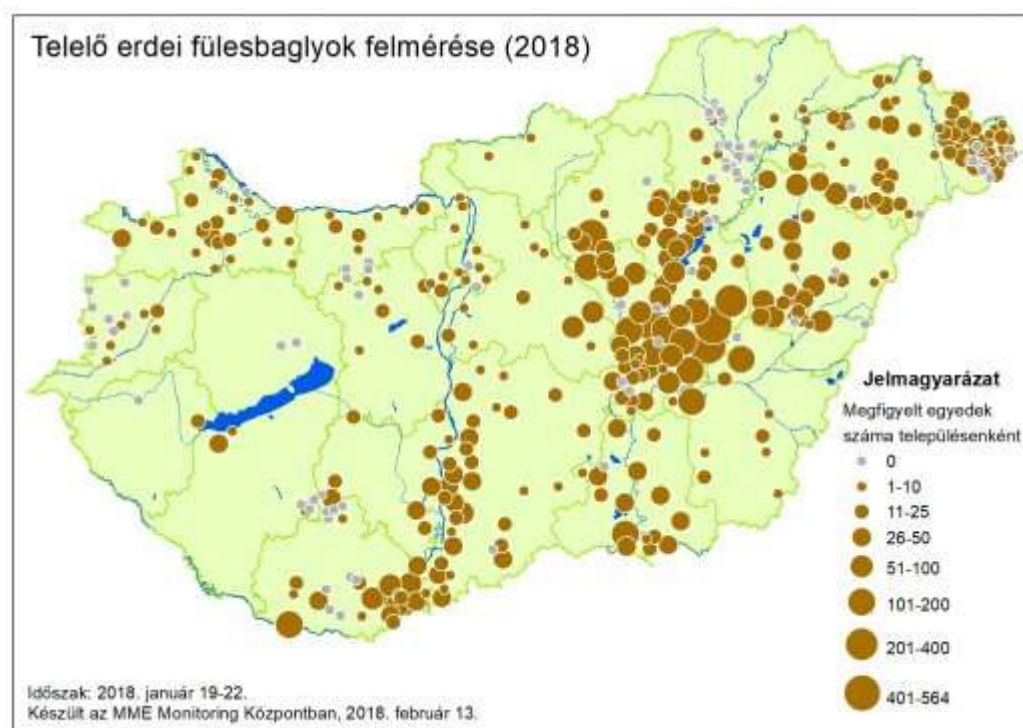 Telelő erdei fülesbaglyok felmérése (2018)
Jelmagyarázat
Megfigyelt egyedek
száma településenként
0
1-10
11-25
26-50
51-100
101-200
201-400
401-564
Időszak: 2018. január 19-22.
Készült az MME Monitoring Központban, 2018. február 13.